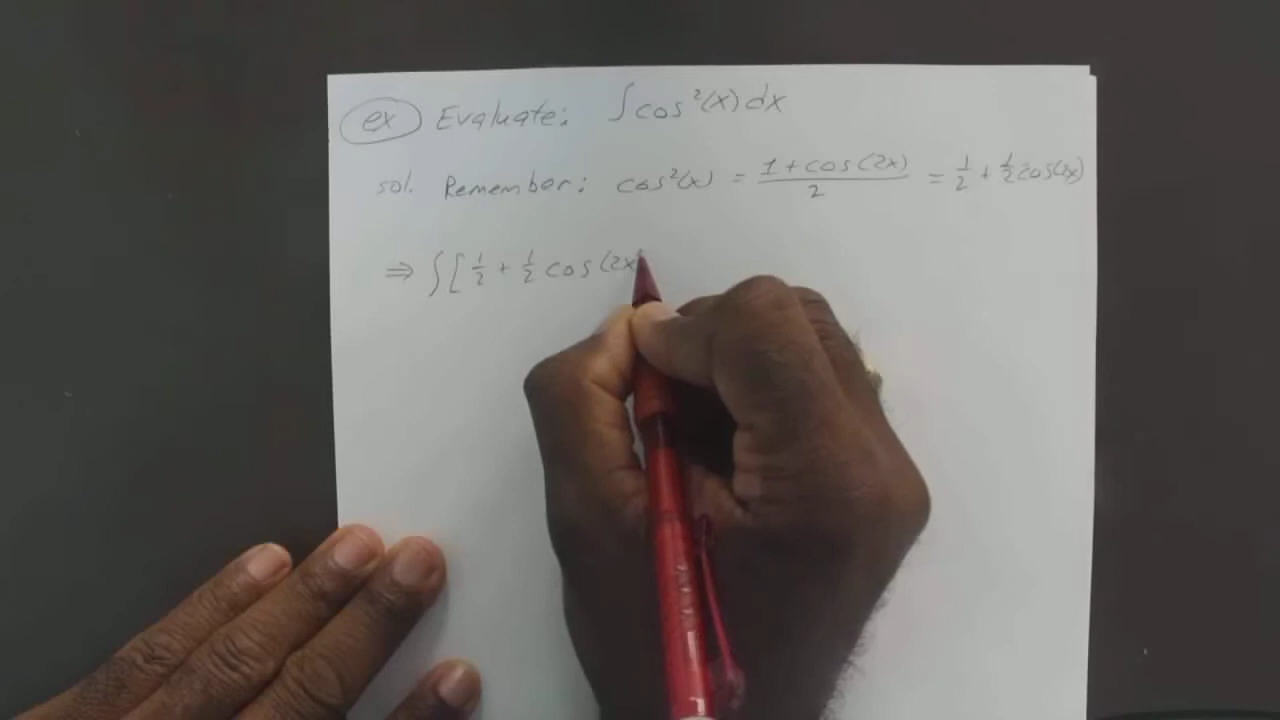 ex Evaluate: ∫cos²(x) dx
sol. Remember: cos²(x) = (1 + cos(2x))/2 = 1/2 + 1/2 cos(2x)
⇒ ∫[1/2 + 1/2 cos(2x